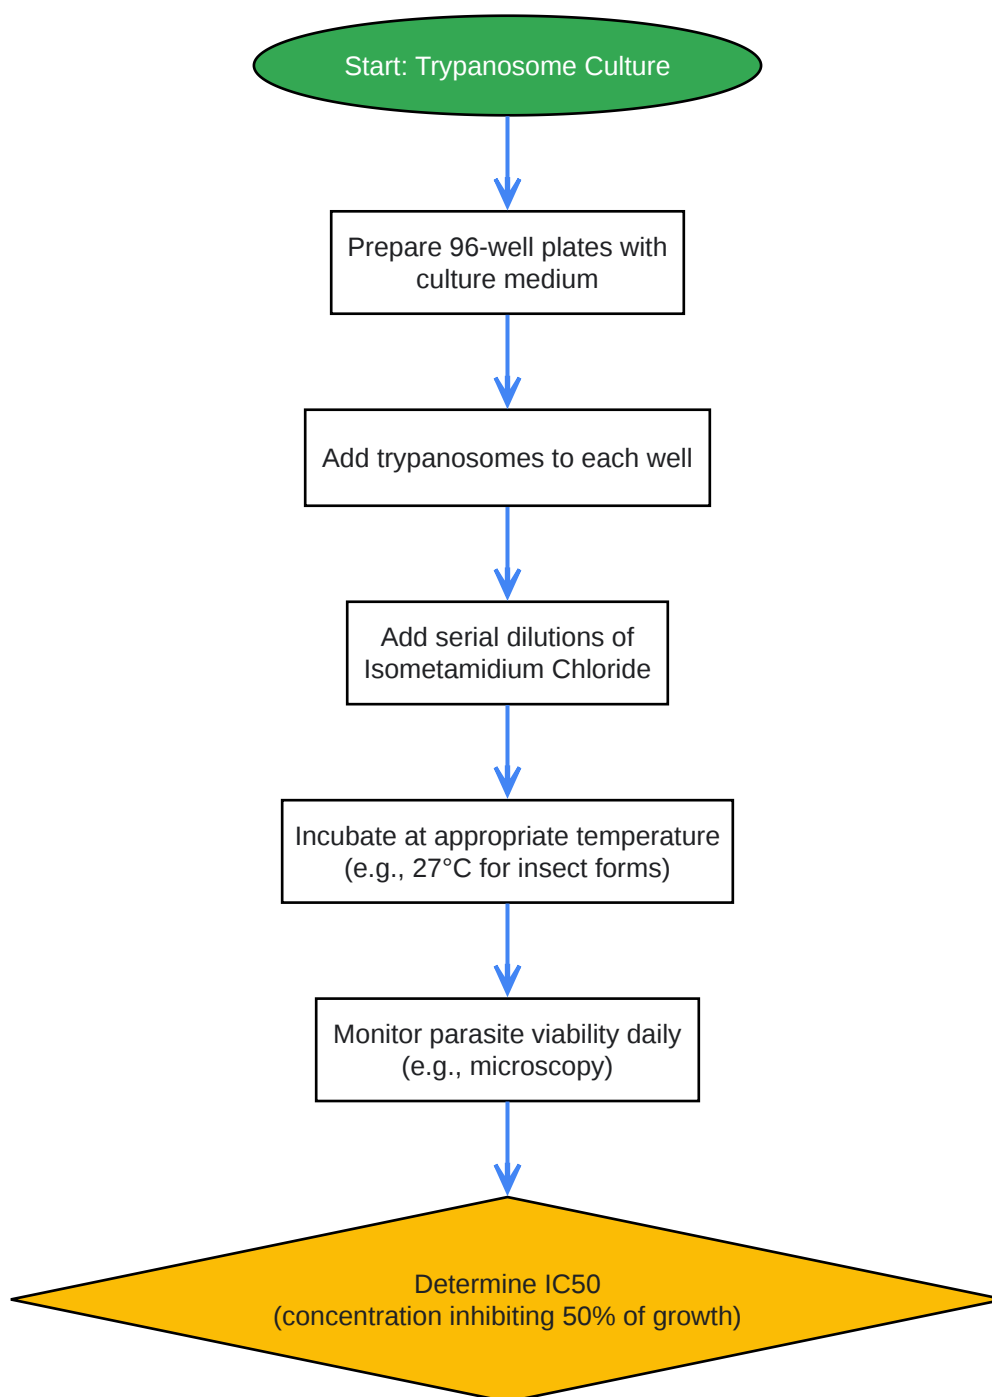 Start: Trypanosome Culture
Prepare 96-well plates with
culture medium
Add trypanosomes to each well
Add serial dilutions of
Isometamidium Chloride
Incubate at appropriate temperature
(e.g., 27°C for insect forms)
Monitor parasite viability daily
(e.g., microscopy)
Determine IC50
(concentration inhibiting 50% of growth)